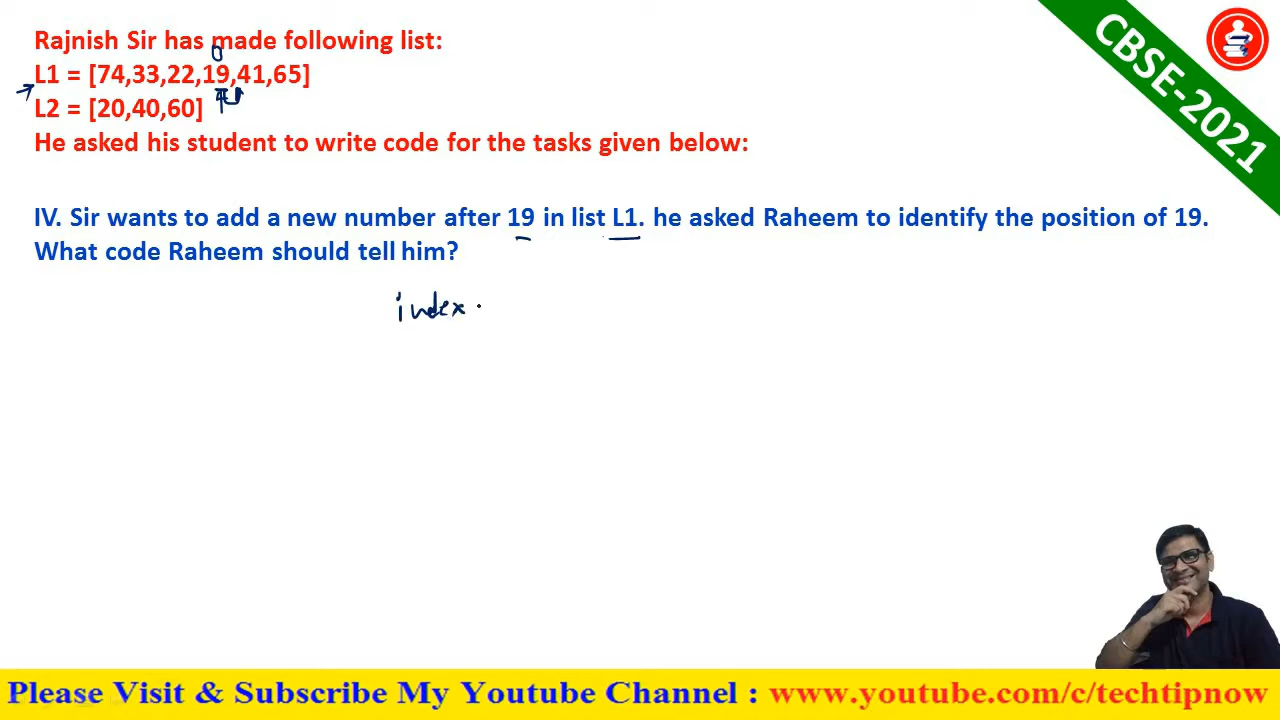 Rajnish Sir has made following list:
L1 = [74,33,22,19,41,65]
L2 = [20,40,60]
He asked his student to write code for the tasks given below:
IV. Sir wants to add a new number after 19 in list L1. he asked Raheem to identify the position of 19.
What code Raheem should tell him?
index
CBSE-2021
Please Visit & Subscribe My Youtube Channel : www.youtube.com/c/techtipnow